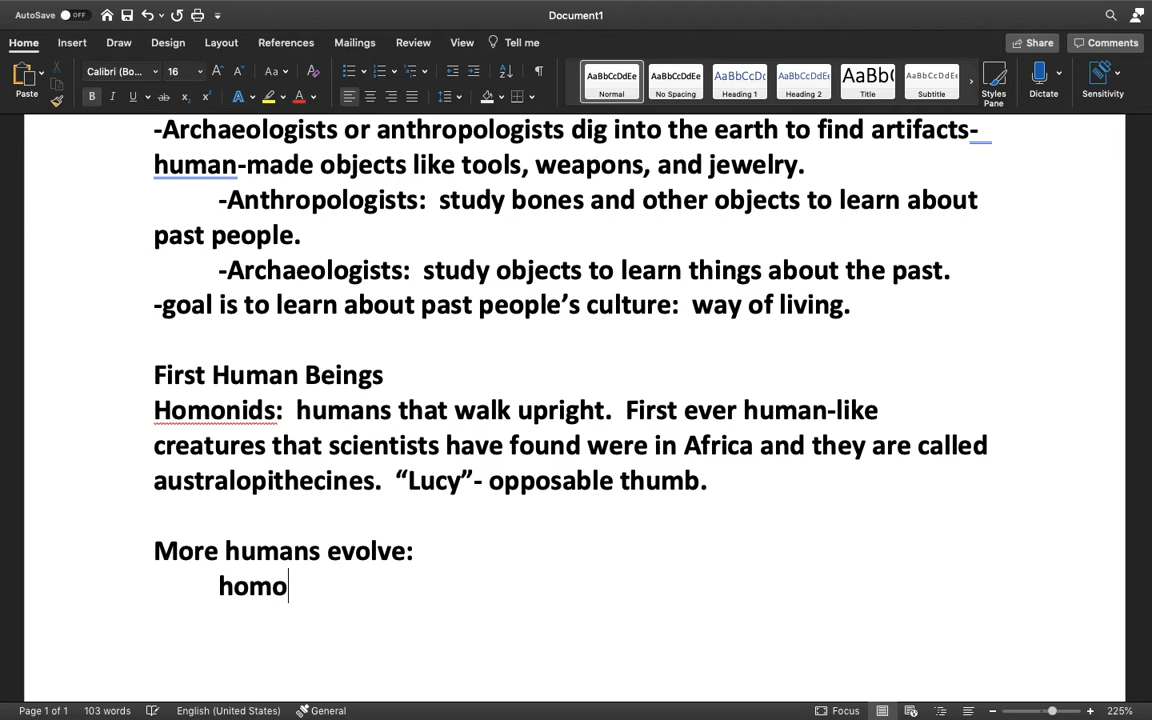 AutoSave OFF
Document1
Home Insert Draw Design Layout References Mailings Review View Tell me Share Comments
Paste Calibri (Bo... 16 Aa
AaBbCcDdEe AaBbCcDdEe AaBbCcDc AaBbCcDdEe AaBb( AaBbCcDdEe
Normal No Spacing Heading 1 Heading 2 Title Subtitle Styles Pane Dictate Sensitivity
-Archaeologists or anthropologists dig into the earth to find artifacts-
human-made objects like tools, weapons, and jewelry.
-Anthropologists:  study bones and other objects to learn about
past people.
-Archaeologists:  study objects to learn things about the past.
-goal is to learn about past people’s culture:  way of living.
First Human Beings
Homonids:  humans that walk upright.  First ever human-like
creatures that scientists have found were in Africa and they are called
australopithecines.  “Lucy”- opposable thumb.
More humans evolve:
homo
Page 1 of 1 103 words English (United States) General Focus 225%